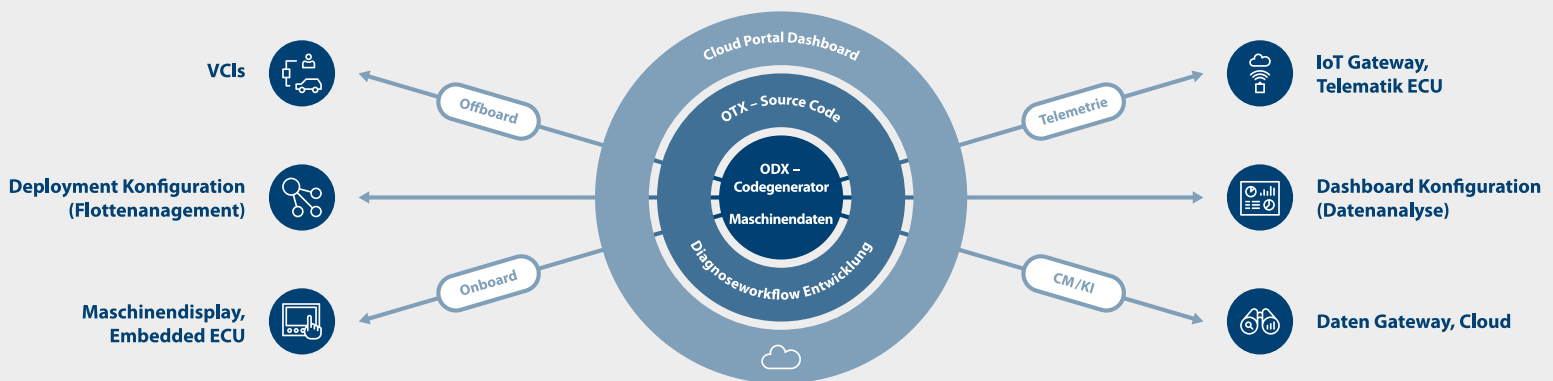 VCIs
Offboard
Deployment Konfiguration
(Flottenanagement)
Onboard
Maschinendisplay,
Embedded ECU
Cloud Portal Dashboard
OTX – Source Code
ODX –
Codegenerator
Maschinendaten
Diagnoseworkflow Entwicklung
Telemetrie
IoT Gateway,
Telematik ECU
Dashboard Konfiguration
(Datenanalyse)
CM/KI
Daten Gateway, Cloud